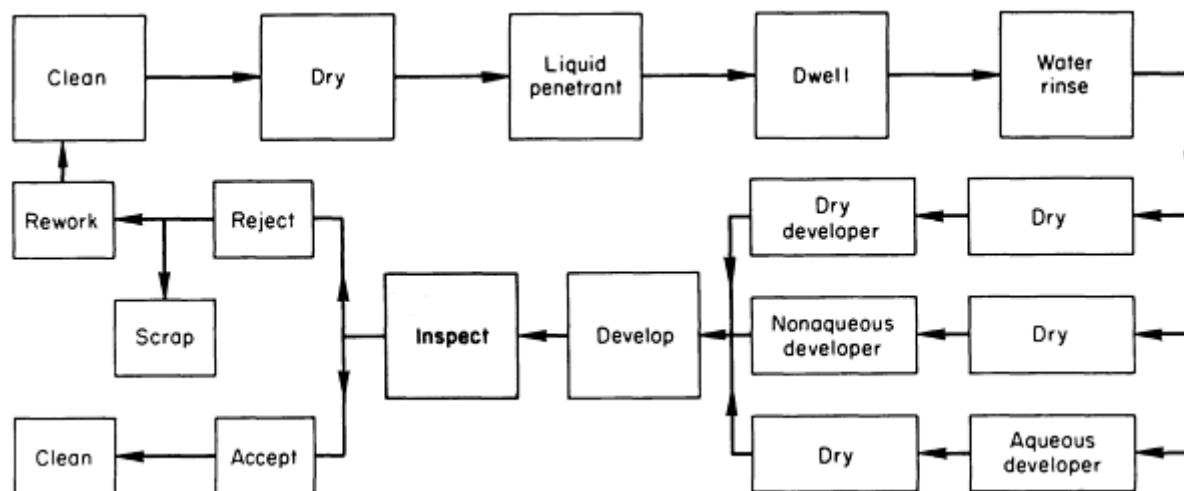 Clean
Dry
Liquid
penetrant
Dwell
Water
rinse
Rework
Reject
Dry
developer
Dry
Scrap
Inspect
Develop
Nonaqueous
developer
Dry
Clean
Accept
Dry
Aqueous
developer